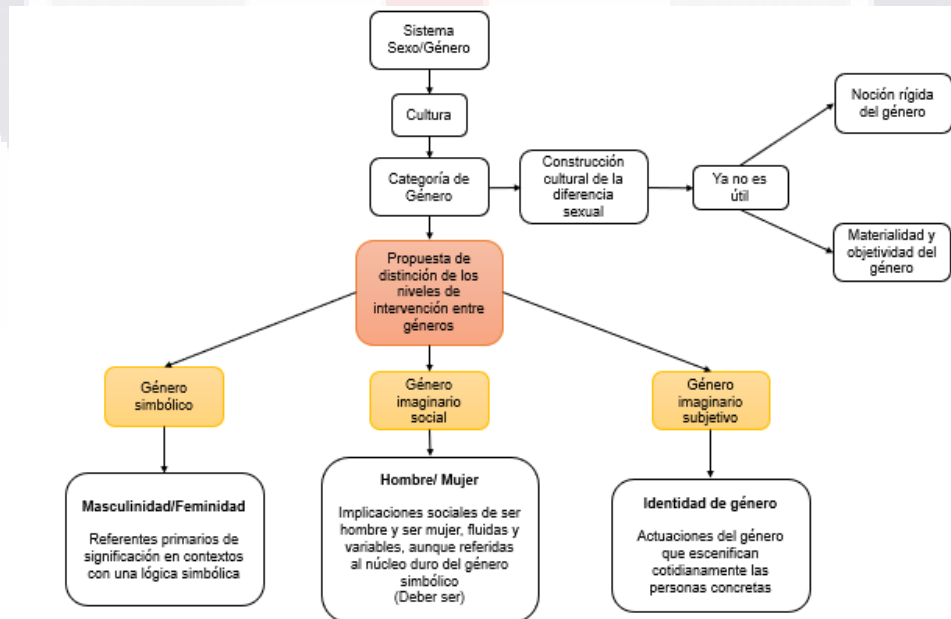 Sistema
Sexo/Género
Cultura
Categoría de
Género
Construcción
cultural de la
diferencia
sexual
Ya no es
útil
Noción rígida
del género
Materialidad y
objetividad del
género
Propuesta de
distinción de los
niveles de
intervención entre
géneros
Género
simbólico
Género
imaginario
social
Género
imaginario
subjetivo
Masculinidad/Feminidad
Referentes primarios de
significación en contextos
con una lógica simbólica
Hombre/ Mujer
Implicaciones sociales de ser
hombre y ser mujer, fluidas y
variables, aunque referidas
al núcleo duro del género
simbólico
(Deber ser)
Identidad de género
Actuaciones del género
que escenifican
cotidianamente las
personas concretas